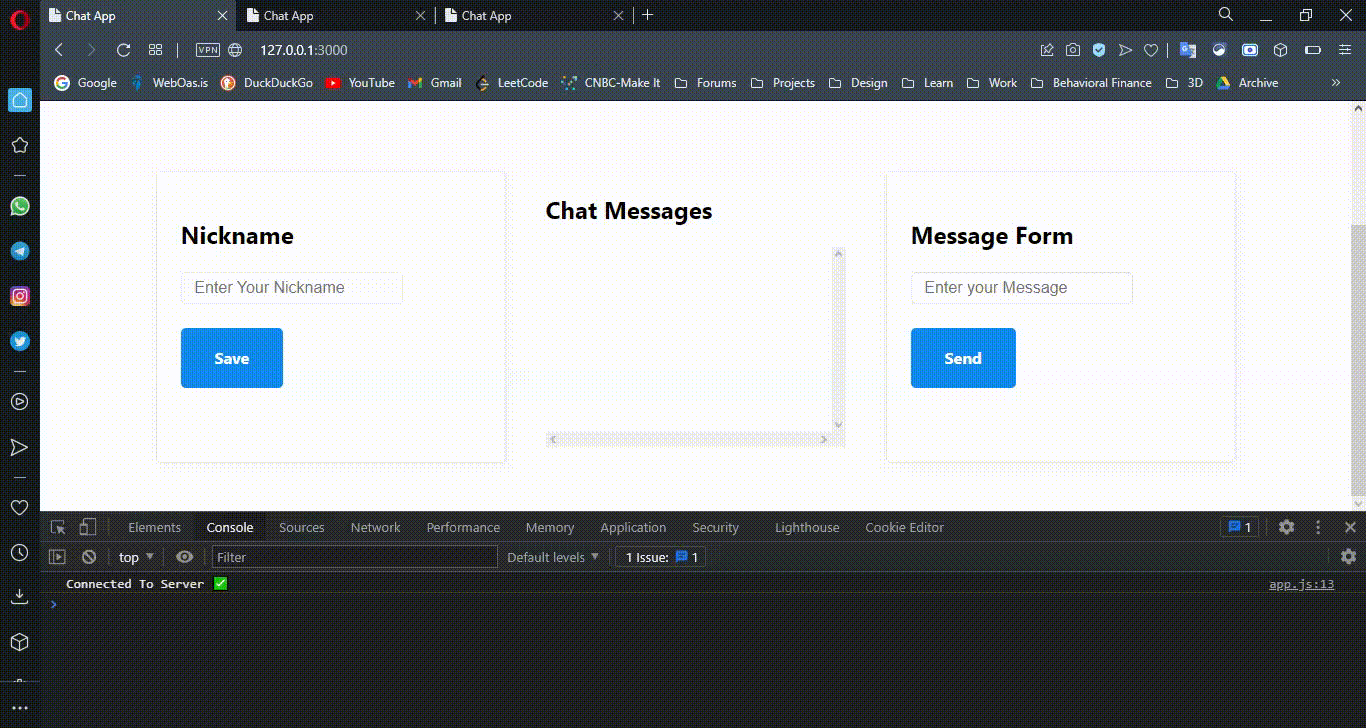 Chat App
Chat App
Chat App
VPN
127.0.0.1:3000
Google WebOas.is DuckDuckGo YouTube Gmail LeetCode CNBC-Make It Forums Projects Design Learn Work Behavioral Finance 3D Archive »
Nickname
Enter Your Nickname
Save
Chat Messages
Message Form
Enter your Message
Send
Elements Console Sources Network Performance Memory Application Security Lighthouse Cookie Editor 1
top Filter Default levels 1 Issue: 1
Connected To Server ✅ app.js:13